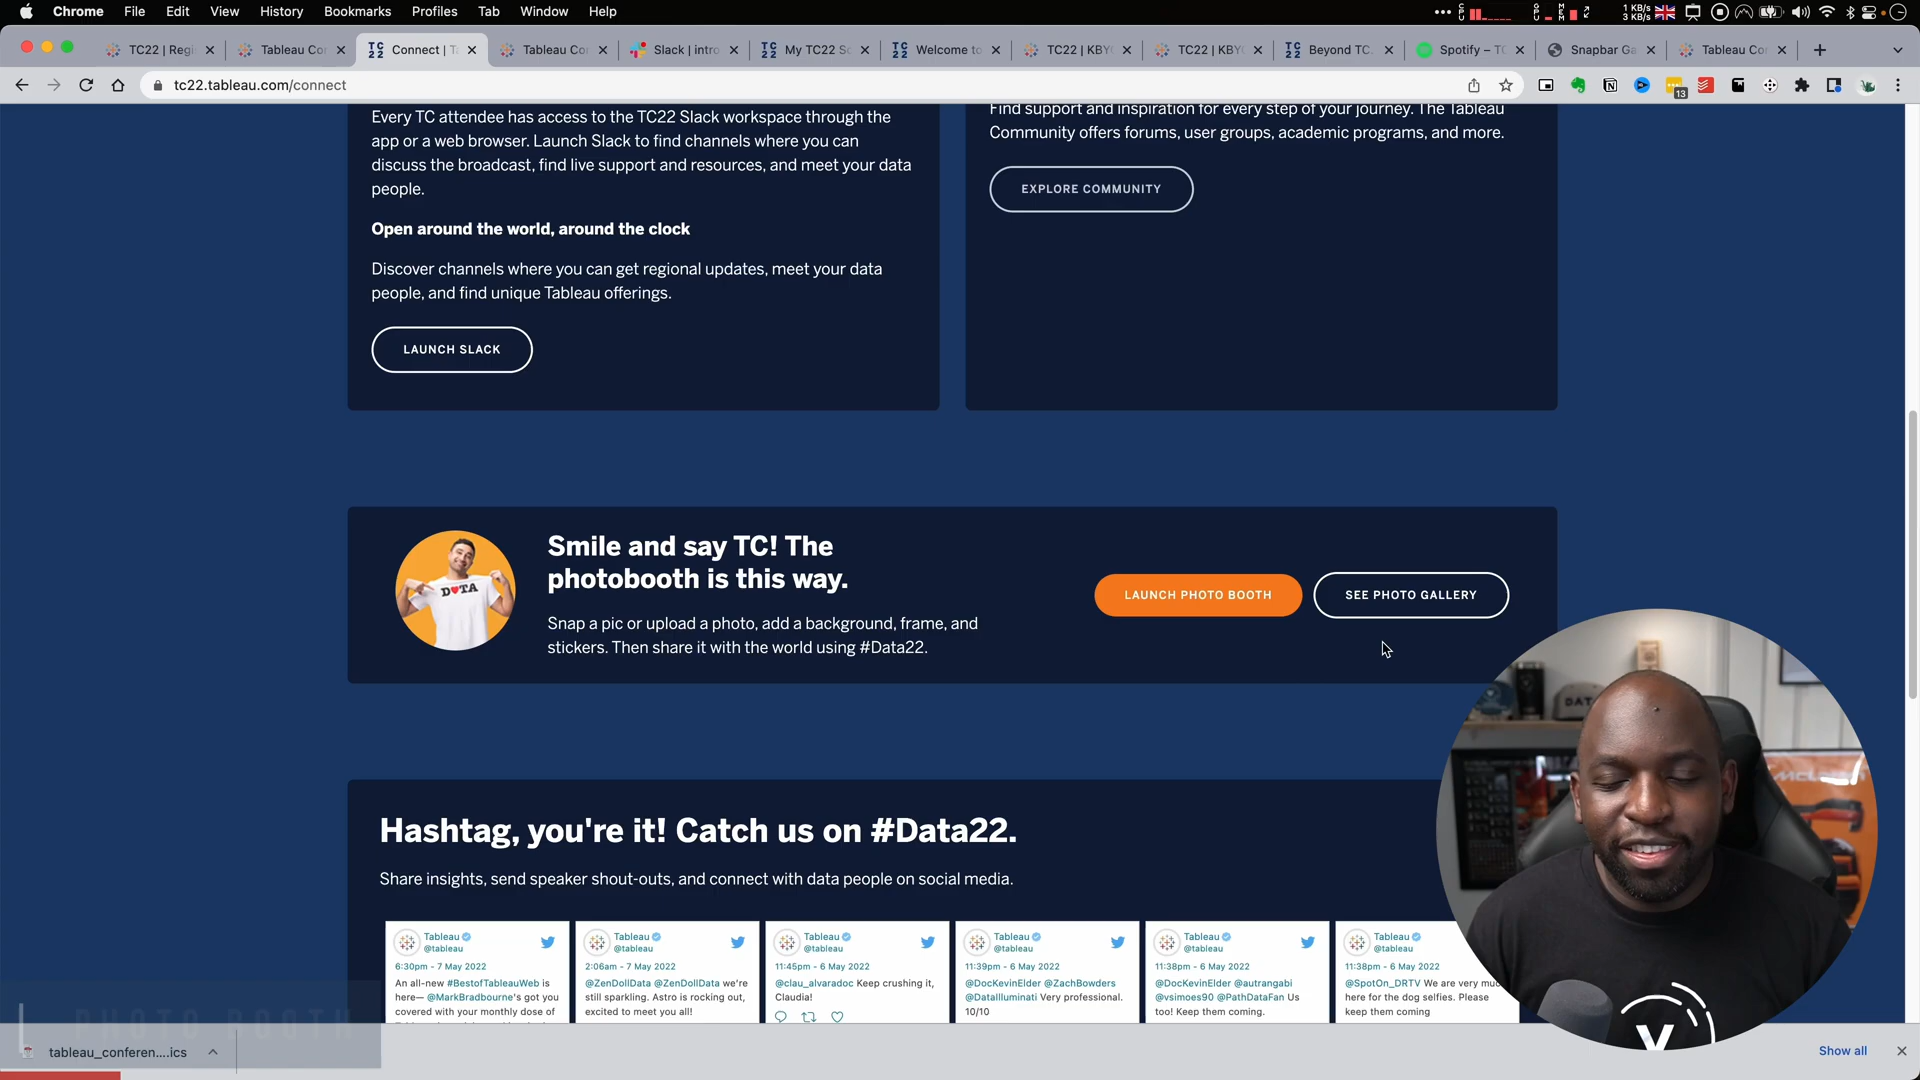 Chrome File Edit View History Bookmarks Profiles Tab Window Help
1 KB/s
3 KB/s
TC22 | Regi
Tableau Co
Connect | T
Tableau Co
Slack | intro
My TC22 Sc
Welcome to
TC22 | KBYO
TC22 | KBYO
Beyond TC.
Spotify – TC
Snapbar Ga
Tableau Co
tc22.tableau.com/connect
13
Every TC attendee has access to the TC22 Slack workspace through the
app or a web browser. Launch Slack to find channels where you can
discuss the broadcast, find live support and resources, and meet your data
people.
Open around the world, around the clock
Discover channels where you can get regional updates, meet your data
people, and find unique Tableau offerings.
LAUNCH SLACK
Find support and inspiration for every step of your journey. The Tableau
Community offers forums, user groups, academic programs, and more.
EXPLORE COMMUNITY
D TA
Smile and say TC! The
photobooth is this way.
Snap a pic or upload a photo, add a background, frame, and
stickers. Then share it with the world using #Data22.
LAUNCH PHOTO BOOTH
SEE PHOTO GALLERY
Hashtag, you're it! Catch us on #Data22.
Share insights, send speaker shout-outs, and connect with data people on social media.
Tableau
@tableau
6:30pm - 7 May 2022
An all-new #BestofTableauWeb is
here— @MarkBradbourne's got you
covered with your monthly dose of
Tableau
@tableau
2:06am - 7 May 2022
@ZenDollData @ZenDollData we're
still sparkling. Astro is rocking out,
excited to meet you all!
Tableau
@tableau
11:45pm - 6 May 2022
@clau_alvaradoc Keep crushing it,
Claudia!
Tableau
@tableau
11:39pm - 6 May 2022
@DocKevinElder @ZachBowders
@DataIlluminati Very professional.
10/10
Tableau
@tableau
11:38pm - 6 May 2022
@DocKevinElder @autrangabi
@vsimoes90 @PathDataFan Us
too! Keep them coming.
Tableau
@tableau
11:38pm - 6 May 2022
@SpotOn_DRTV We are very muc
here for the dog selfies. Please
keep them coming
PHOTO BOOTH
tableau_conferen....ics
Show all